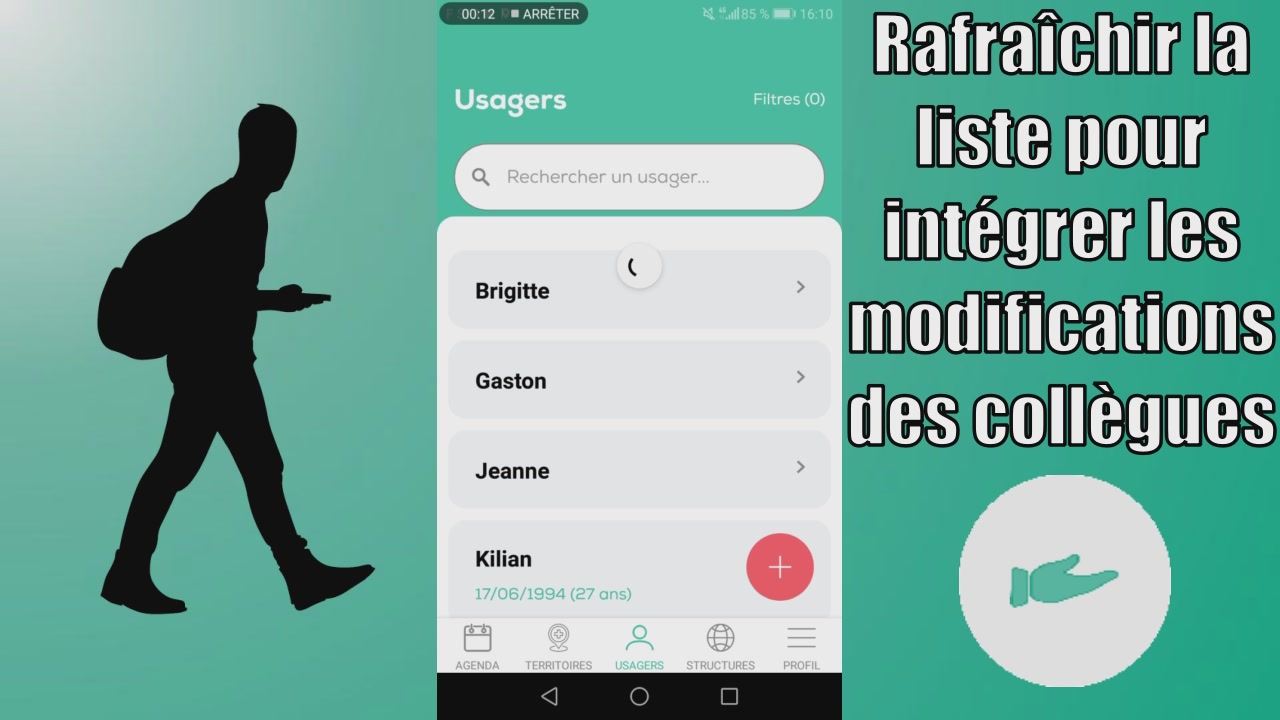 00:12 ARRÊTER
85 % 16:10
Usagers
Filtres (0)
Rechercher un usager...
Brigitte
Gaston
Jeanne
Kilian
17/06/1994 (27 ans)
AGENDA
TERRITOIRES
USAGERS
STRUCTURES
PROFIL
Rafraîchir la
liste pour
intégrer les
modifications
des collègues